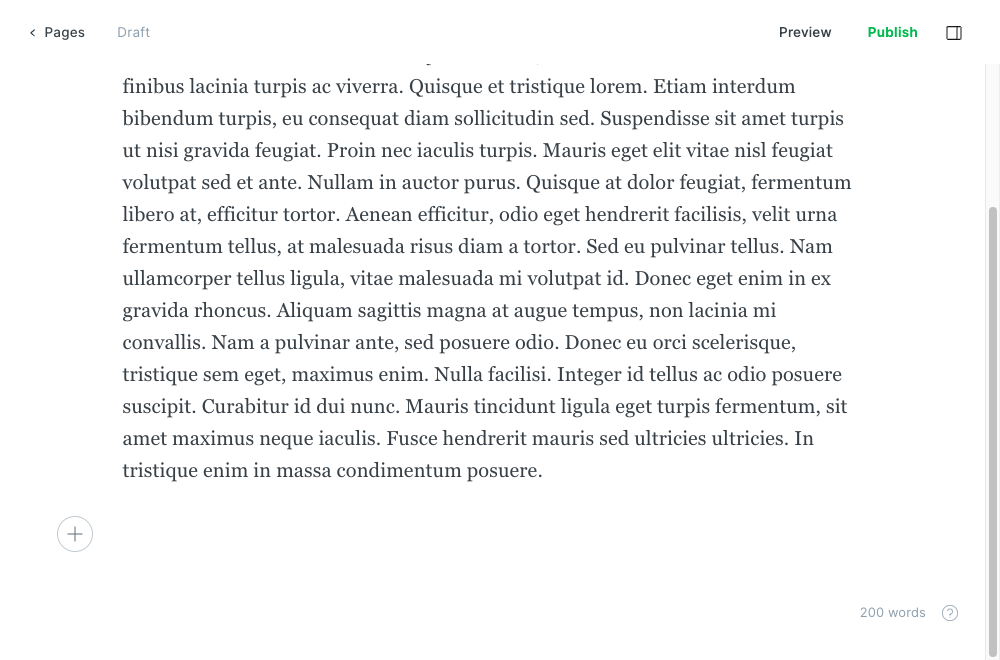 Pages
Draft
Preview
Publish
finibus lacinia turpis ac viverra. Quisque et tristique lorem. Etiam interdum
bibendum turpis, eu consequat diam sollicitudin sed. Suspendisse sit amet turpis
ut nisi gravida feugiat. Proin nec iaculis turpis. Mauris eget elit vitae nisl feugiat
volutpat sed et ante. Nullam in auctor purus. Quisque at dolor feugiat, fermentum
libero at, efficitur tortor. Aenean efficitur, odio eget hendrerit facilisis, velit urna
fermentum tellus, at malesuada risus diam a tortor. Sed eu pulvinar tellus. Nam
ullamcorper tellus ligula, vitae malesuada mi volutpat id. Donec eget enim in ex
gravida rhoncus. Aliquam sagittis magna at augue tempus, non lacinia mi
convallis. Nam a pulvinar ante, sed posuere odio. Donec eu orci scelerisque,
tristique sem eget, maximus enim. Nulla facilisi. Integer id tellus ac odio posuere
suscipit. Curabitur id dui nunc. Mauris tincidunt ligula eget turpis fermentum, sit
amet maximus neque iaculis. Fusce hendrerit mauris sed ultricies ultricies. In
tristique enim in massa condimentum posuere.
200 words